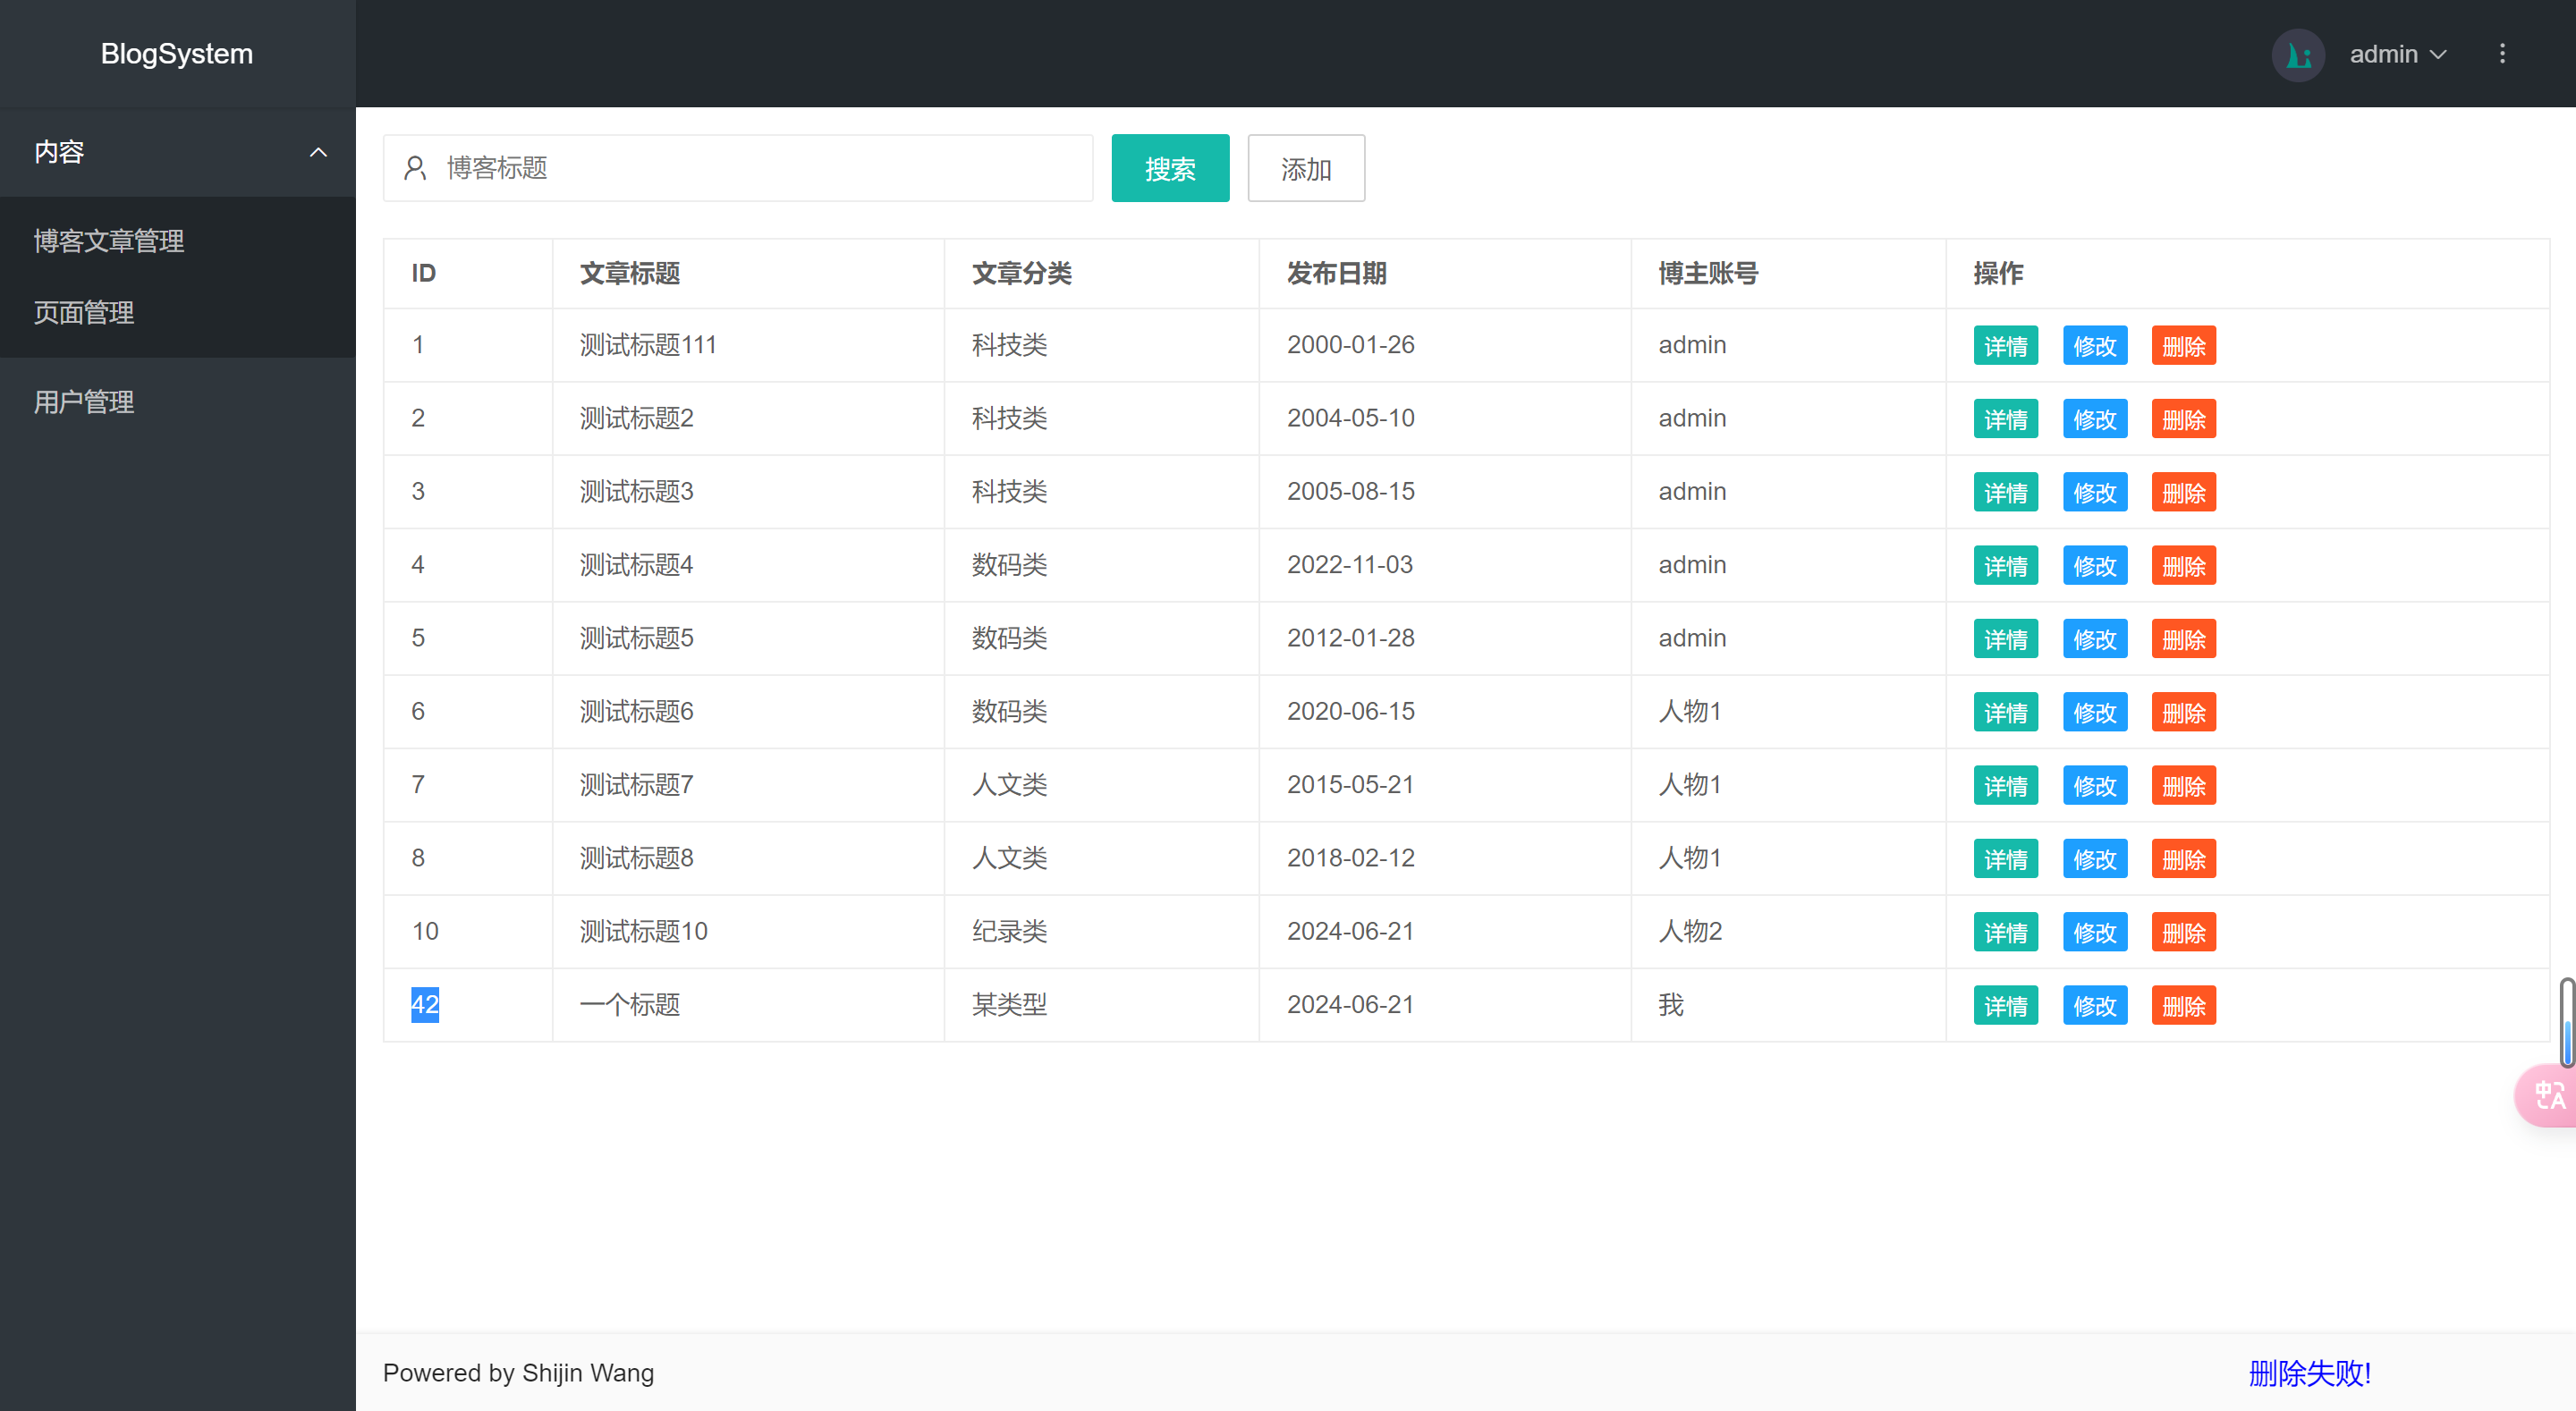 BlogSystem
admin
内容
博客文章管理
页面管理
用户管理
博客标题 搜索 添加
ID 文章标题 文章分类 发布日期 博主账号 操作
1 测试标题111 科技类 2000-01-26 admin 详情 修改 删除
2 测试标题2 科技类 2004-05-10 admin 详情 修改 删除
3 测试标题3 科技类 2005-08-15 admin 详情 修改 删除
4 测试标题4 数码类 2022-11-03 admin 详情 修改 删除
5 测试标题5 数码类 2012-01-28 admin 详情 修改 删除
6 测试标题6 数码类 2020-06-15 人物1 详情 修改 删除
7 测试标题7 人文类 2015-05-21 人物1 详情 修改 删除
8 测试标题8 人文类 2018-02-12 人物1 详情 修改 删除
10 测试标题10 纪录类 2024-06-21 人物2 详情 修改 删除
42 一个标题 某类型 2024-06-21 我 详情 修改 删除
Powered by Shijin Wang
删除失败!